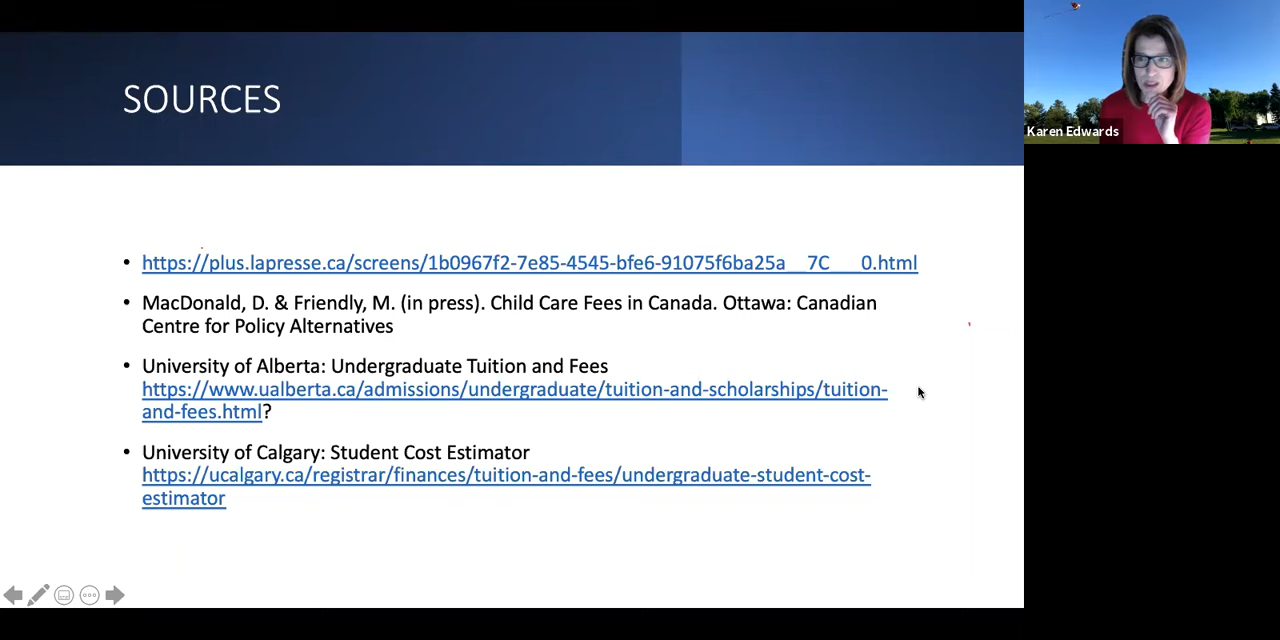 SOURCES
Karen Edwards
• https://plus.lapresse.ca/screens/1b0967f2-7e85-4545-bfe6-91075f6ba25a__7C___0.html
• MacDonald, D. & Friendly, M. (in press). Child Care Fees in Canada. Ottawa: Canadian
Centre for Policy Alternatives
• University of Alberta: Undergraduate Tuition and Fees
https://www.ualberta.ca/admissions/undergraduate/tuition-and-scholarships/tuition-
and-fees.html?
• University of Calgary: Student Cost Estimator
https://ucalgary.ca/registrar/finances/tuition-and-fees/undergraduate-student-cost-
estimator